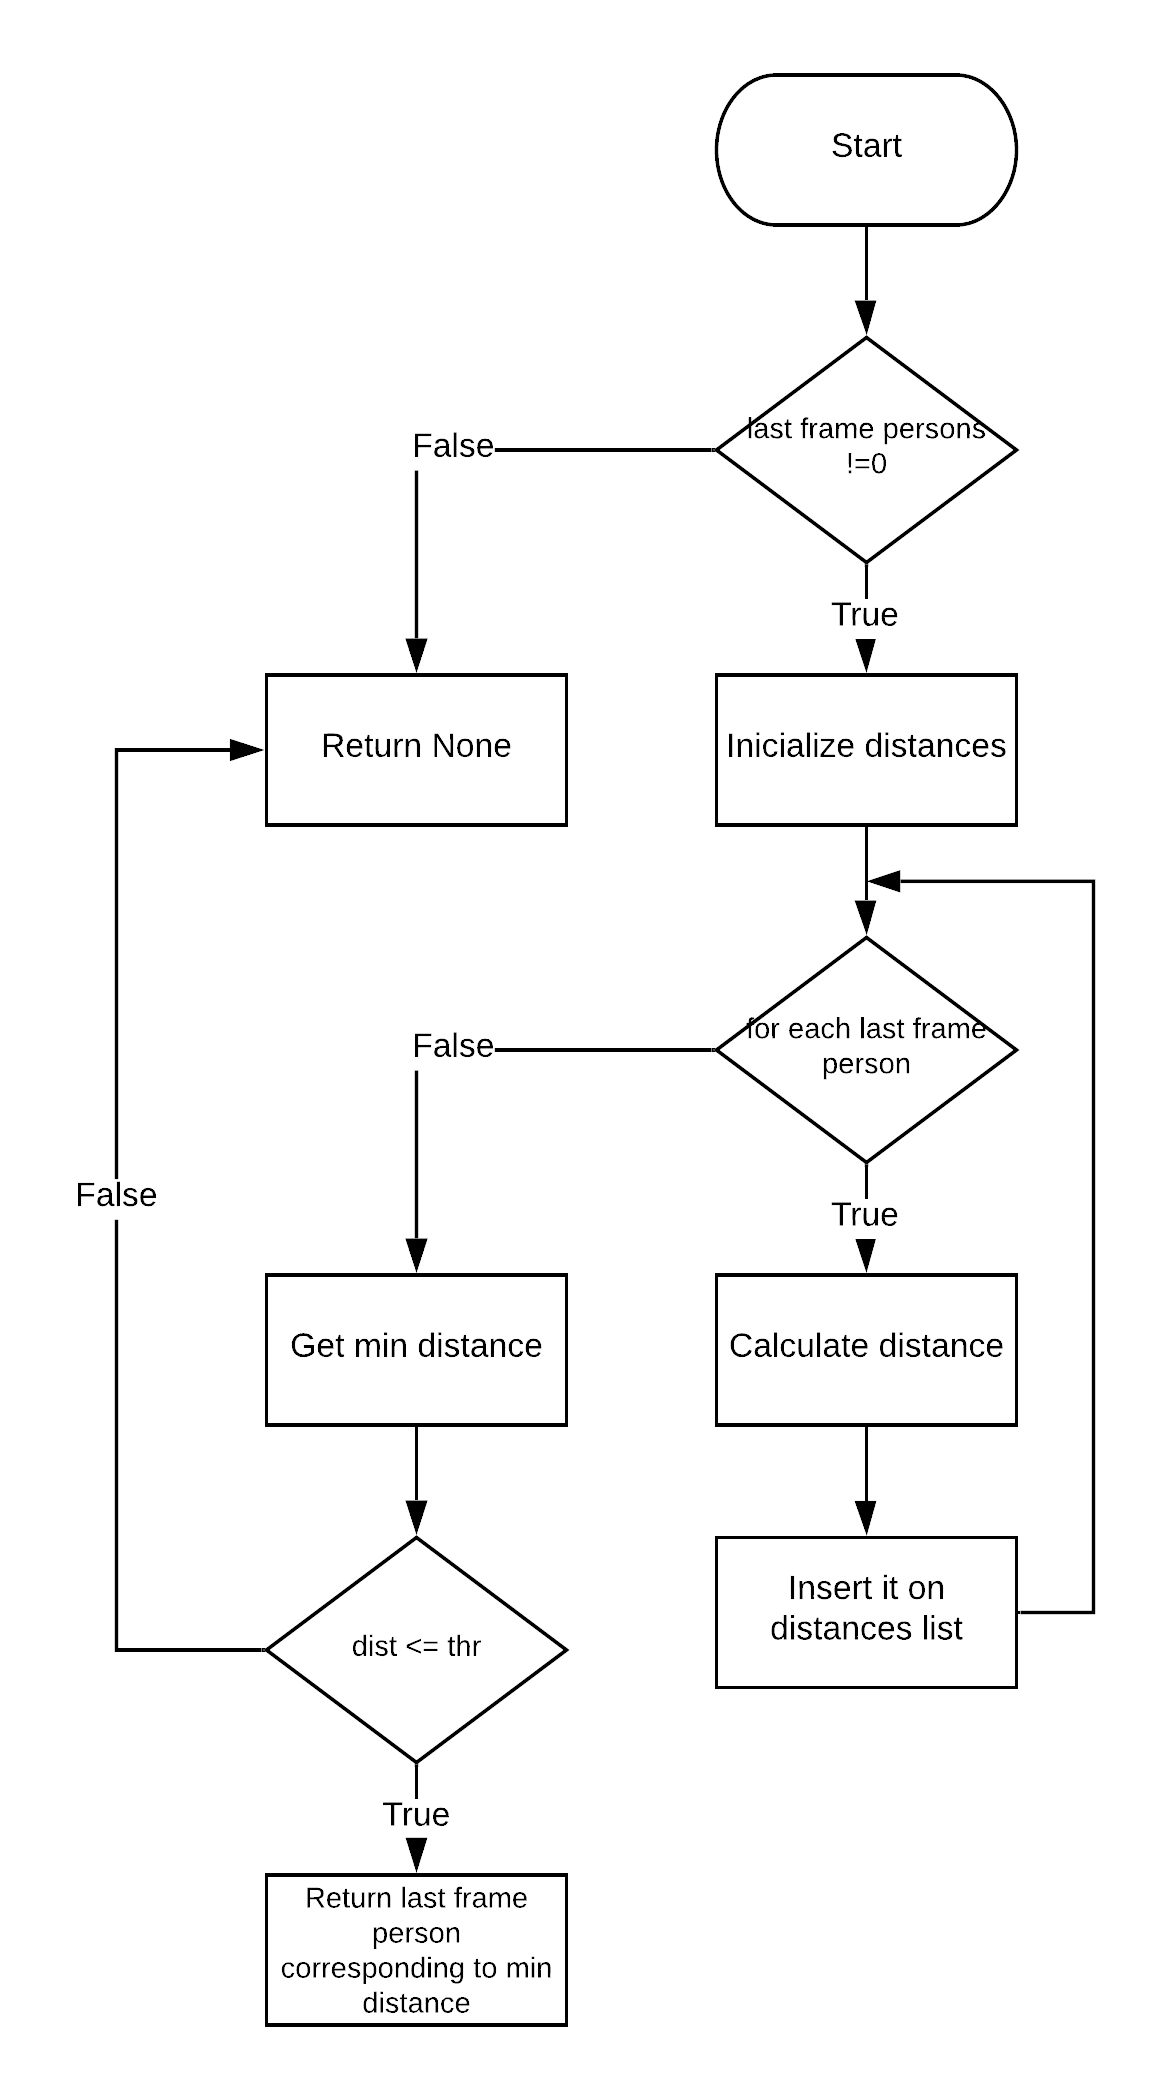 Start
last frame persons
!=0
False
True
Return None
Inicialize distances
for each last frame
person
False
True
False
Get min distance
Calculate distance
dist <= thr
Insert it on
distances list
True
Return last frame
person
corresponding to min
distance